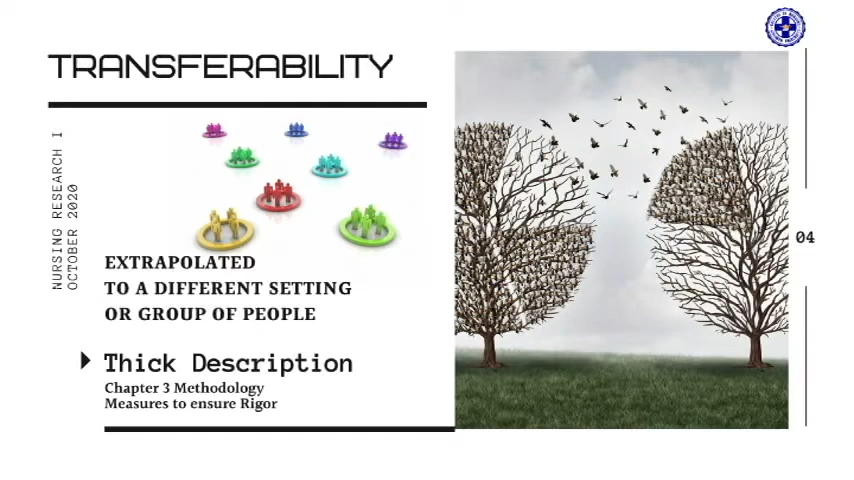 TRANSFERABILITY
NURSING RESEARCH I
OCTOBER 2020
EXTRAPOLATED
TO A DIFFERENT SETTING
OR GROUP OF PEOPLE
Thick Description
Chapter 3 Methodology
Measures to ensure Rigor
04